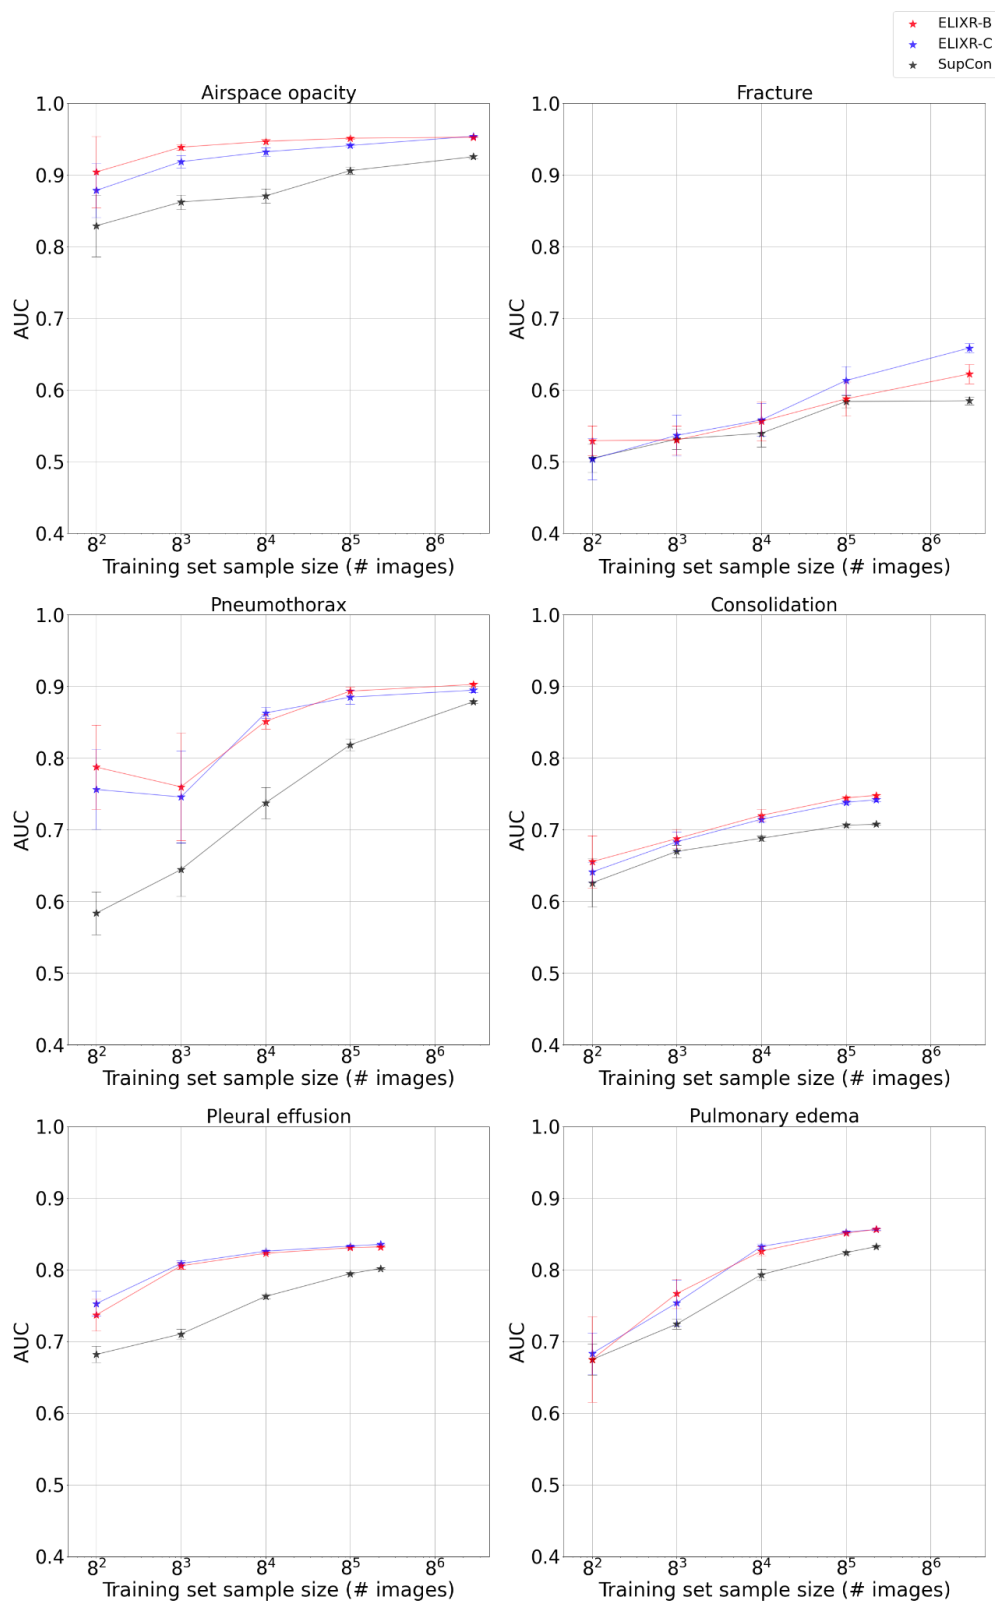 ELIXR-B
ELIXR-C
SupCon
Airspace opacity
1.0
0.9
0.8
0.7
0.6
0.5
0.4
AUC
8² 8³ 8⁴ 8⁵ 8⁶
Training set sample size (# images)
Fracture
1.0
0.9
0.8
0.7
0.6
0.5
0.4
AUC
8² 8³ 8⁴ 8⁵ 8⁶
Training set sample size (# images)
Pneumothorax
1.0
0.9
0.8
0.7
0.6
0.5
0.4
AUC
8² 8³ 8⁴ 8⁵ 8⁶
Training set sample size (# images)
Consolidation
1.0
0.9
0.8
0.7
0.6
0.5
0.4
AUC
8² 8³ 8⁴ 8⁵ 8⁶
Training set sample size (# images)
Pleural effusion
1.0
0.9
0.8
0.7
0.6
0.5
0.4
AUC
8² 8³ 8⁴ 8⁵ 8⁶
Training set sample size (# images)
Pulmonary edema
1.0
0.9
0.8
0.7
0.6
0.5
0.4
AUC
8² 8³ 8⁴ 8⁵ 8⁶
Training set sample size (# images)